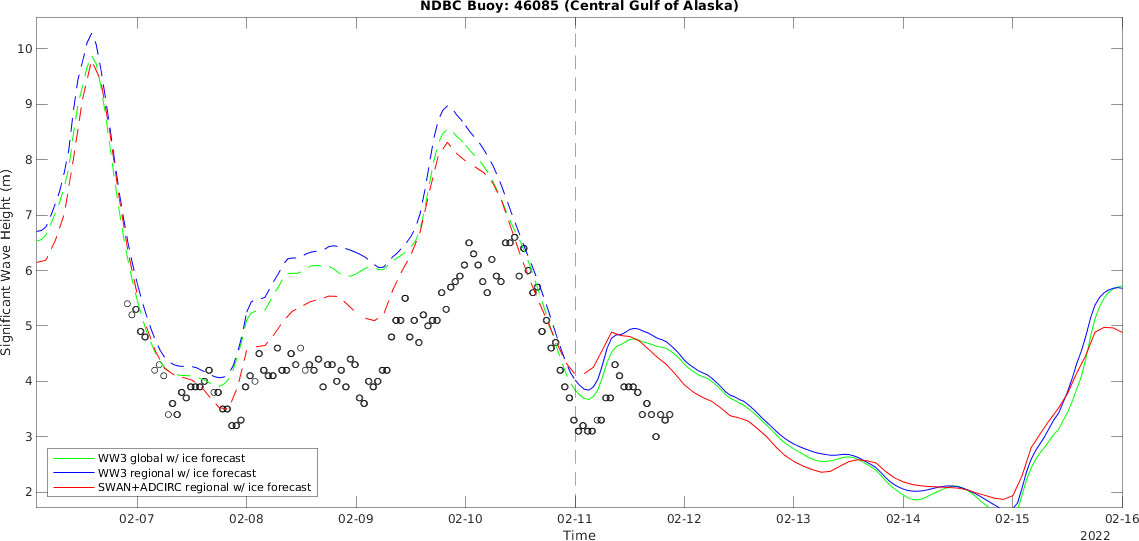 NDBC Buoy: 46085 (Central Gulf of Alaska)
Significant Wave Height (m)
10
9
8
7
6
5
4
3
2
WW3 global w/ ice forecast
WW3 regional w/ ice forecast
SWAN+ADCIRC regional w/ ice forecast
02-07 02-08 02-09 02-10 02-11 02-12 02-13 02-14 02-15 02-16
Time
2022